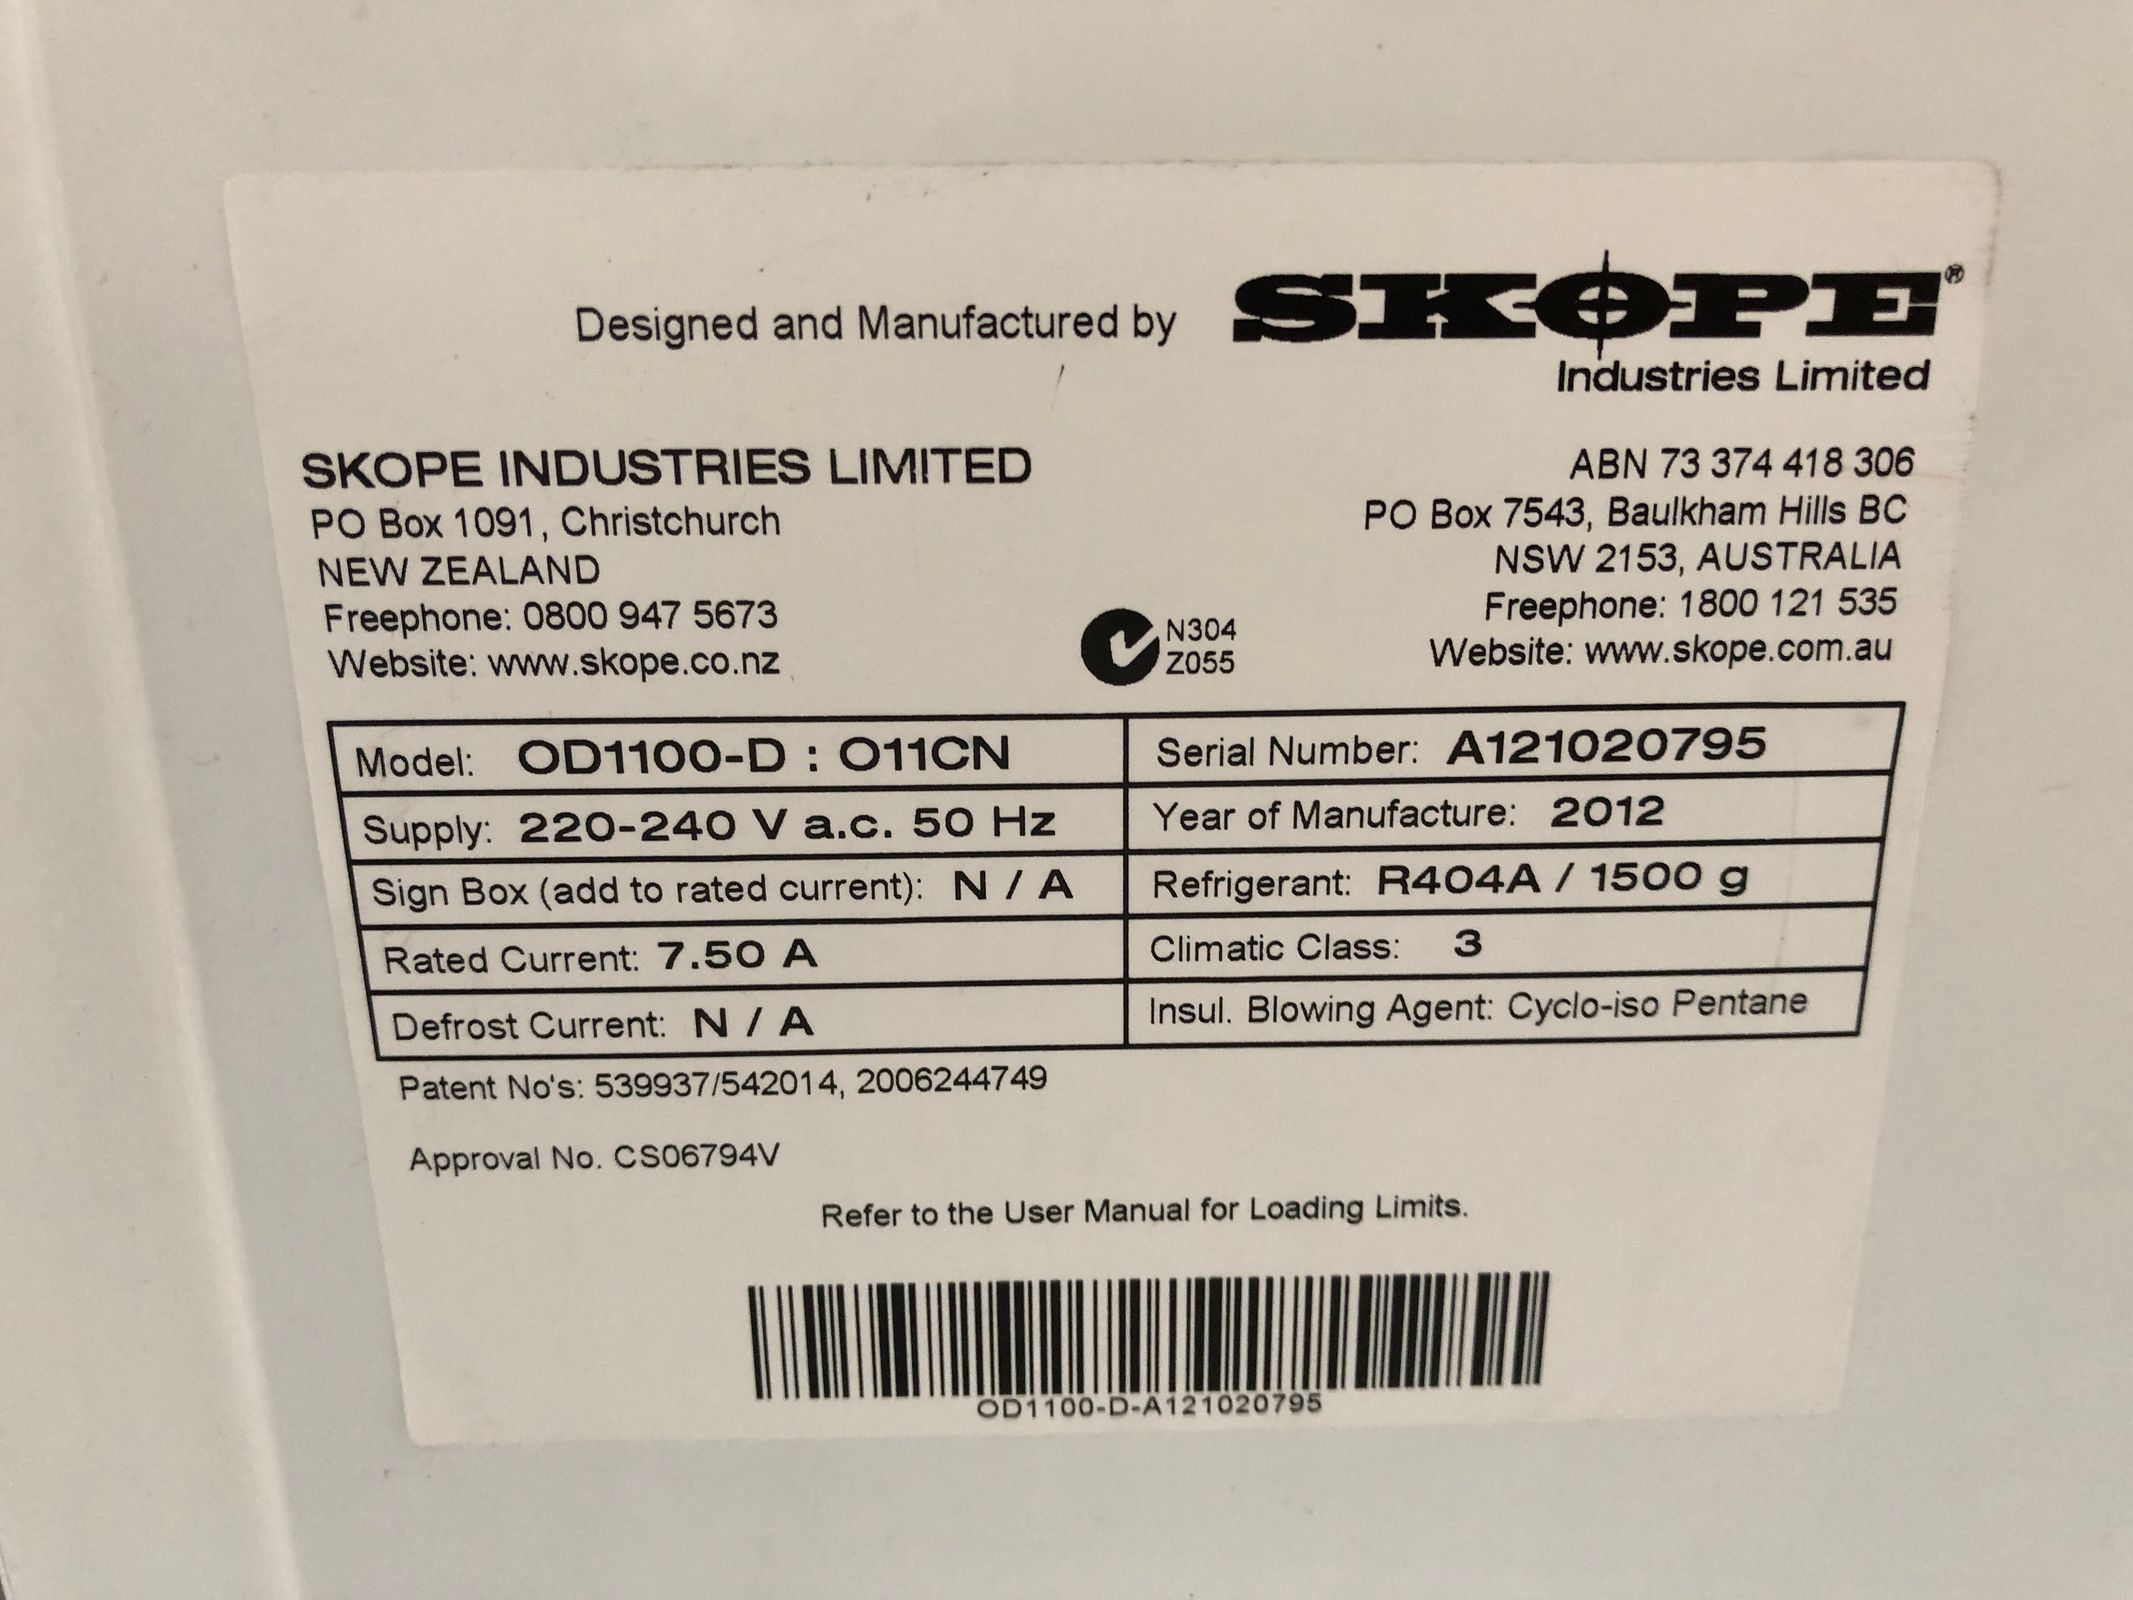 Designed and Manufactured by SKOPE®
Industries Limited
SKOPE INDUSTRIES LIMITED
PO Box 1091, Christchurch
NEW ZEALAND
Freephone: 0800 947 5673
Website: www.skope.co.nz
N304
Z055
ABN 73 374 418 306
PO Box 7543, Baulkham Hills BC
NSW 2153, AUSTRALIA
Freephone: 1800 121 535
Website: www.skope.com.au
Model: OD1100-D : O11CN
Serial Number: A121020795
Supply: 220-240 V a.c. 50 Hz
Year of Manufacture: 2012
Sign Box (add to rated current): N / A
Refrigerant: R404A / 1500 g
Rated Current: 7.50 A
Climatic Class: 3
Defrost Current: N / A
Insul. Blowing Agent: Cyclo-iso Pentane
Patent No's: 539937/542014, 2006244749
Approval No. CS06794V
Refer to the User Manual for Loading Limits.
OD1100-D-A121020795